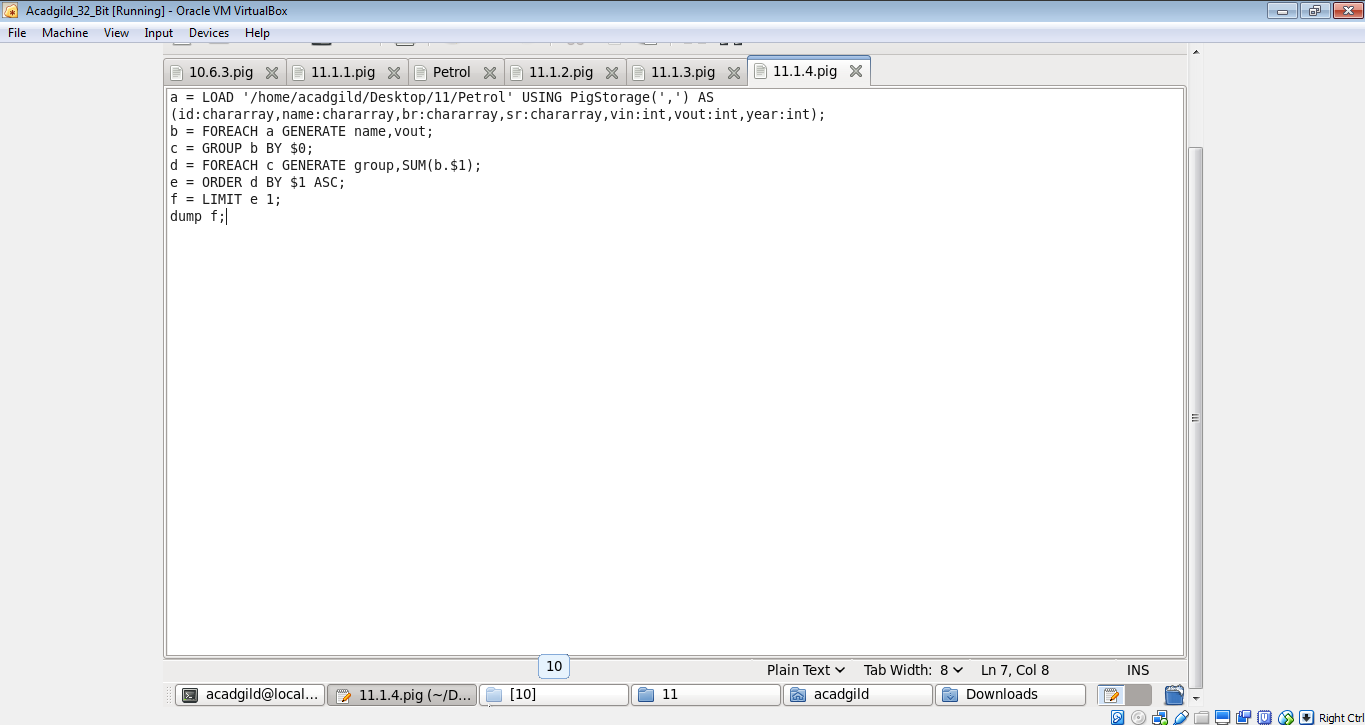 Acadgild_32_Bit [Running] - Oracle VM VirtualBox
File Machine View Input Devices Help
10.6.3.pig 11.1.1.pig Petrol 11.1.2.pig 11.1.3.pig 11.1.4.pig
a = LOAD '/home/acadgild/Desktop/11/Petrol' USING PigStorage(',') AS
(id:chararray,name:chararray,br:chararray,sr:chararray,vin:int,vout:int,year:int);
b = FOREACH a GENERATE name,vout;
c = GROUP b BY $0;
d = FOREACH c GENERATE group,SUM(b.$1);
e = ORDER d BY $1 ASC;
f = LIMIT e 1;
dump f;
10
Plain Text Tab Width: 8 Ln 7, Col 8 INS
acadgild@local... 11.1.4.pig (~/D... [10] 11 acadgild Downloads
Right Ctrl